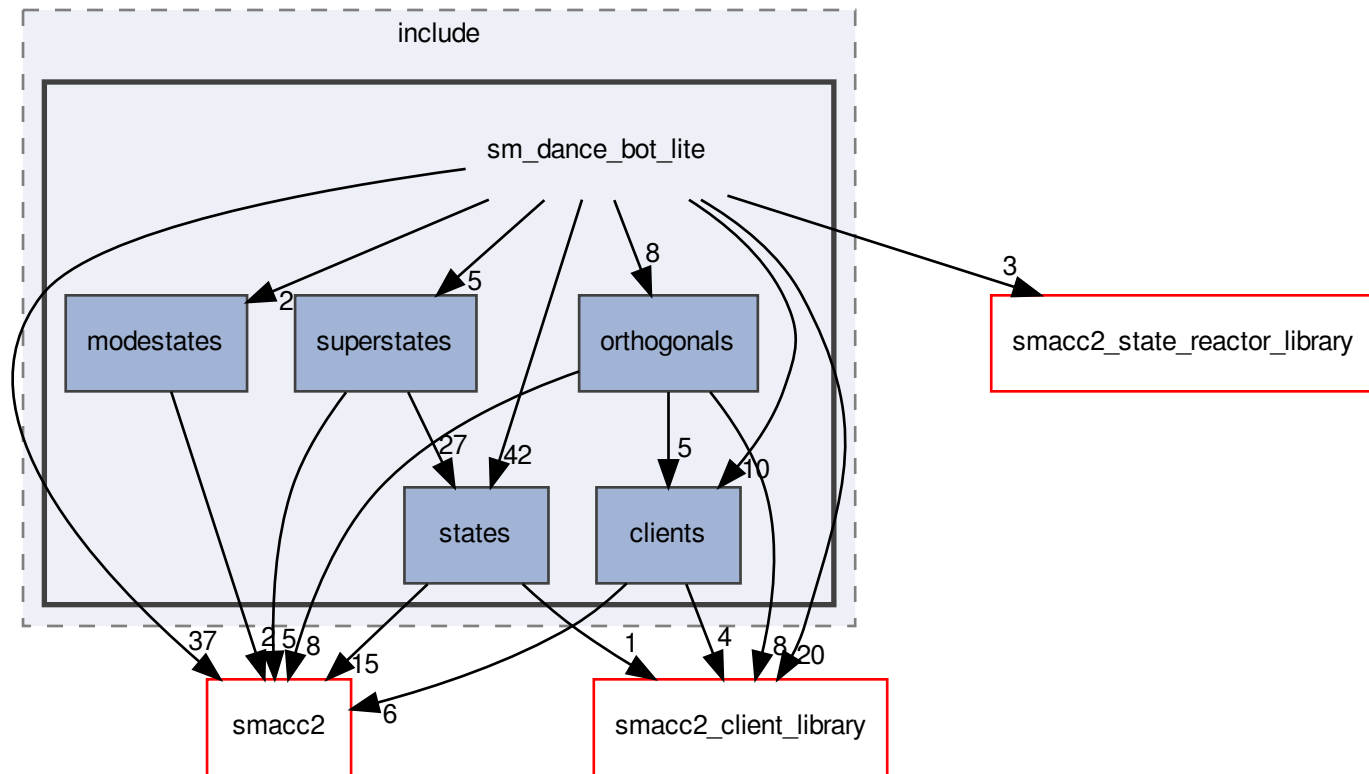 include
sm_dance_bot_lite
8
3
2
5
modestates
superstates
orthogonals
smacc2_state_reactor_library
27
42
5
10
states
clients
37
2
5
8
15
6
1
4
8
20
smacc2
smacc2_client_library